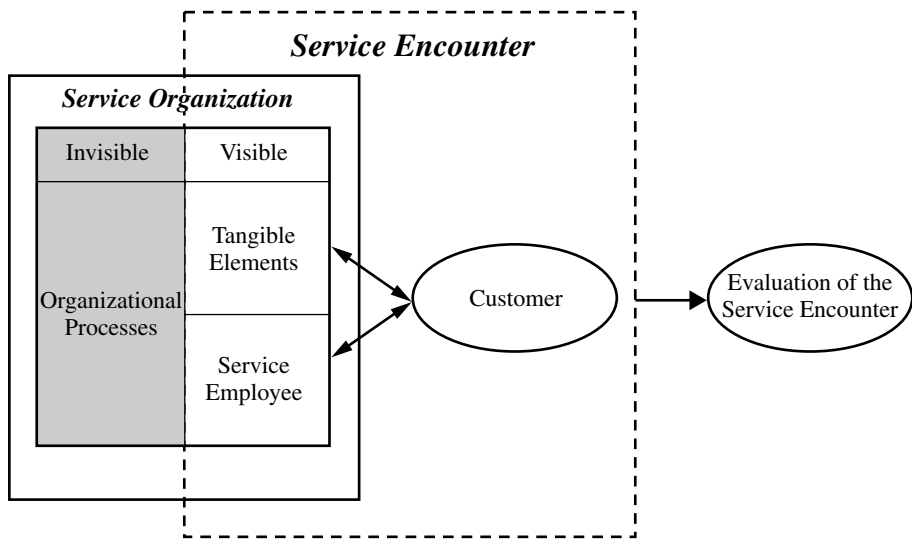 Service Encounter
Service Organization
Invisible
Visible
Organizational
Processes
Tangible
Elements
Service
Employee
Customer
Evaluation of the
Service Encounter